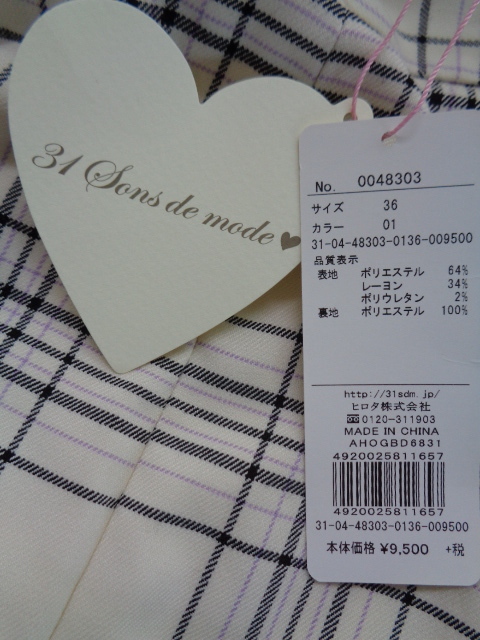 31 Sons de mode
No. 0048303
サイズ 36
カラー 01
31-04-48303-0136-009500
品質表示
表地 ポリエステル 64%
レーヨン 34%
ポリウレタン 2%
裏地 ポリエステル 100%
http://31sdm.jp/
ヒロタ株式会社
0120-311903
MADE IN CHINA
AHOGBD6831
4920025811657
4920025811657
31-04-48303-0136-009500
本体価格 ¥9,500 +税